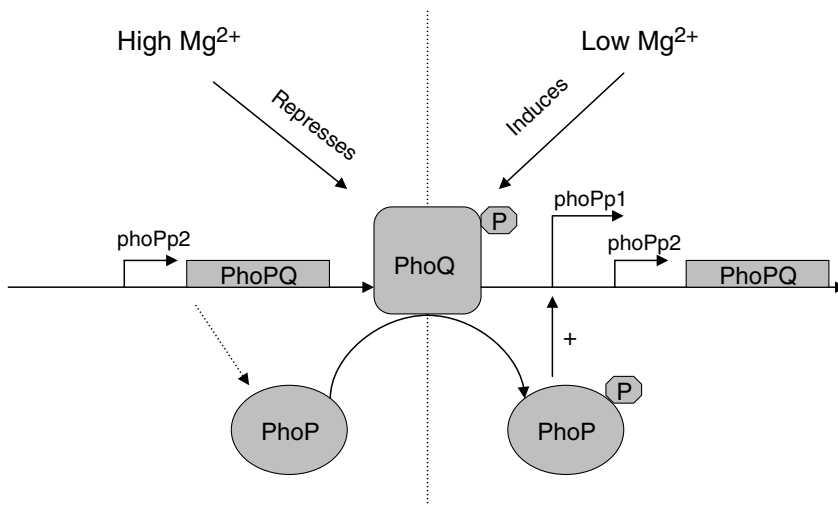 High Mg²⁺
Low Mg²⁺
Represses
Induces
phoPp1
P
phoPp2
phoPp2
PhoQ
PhoPQ
PhoPQ
+
P
PhoP
PhoP